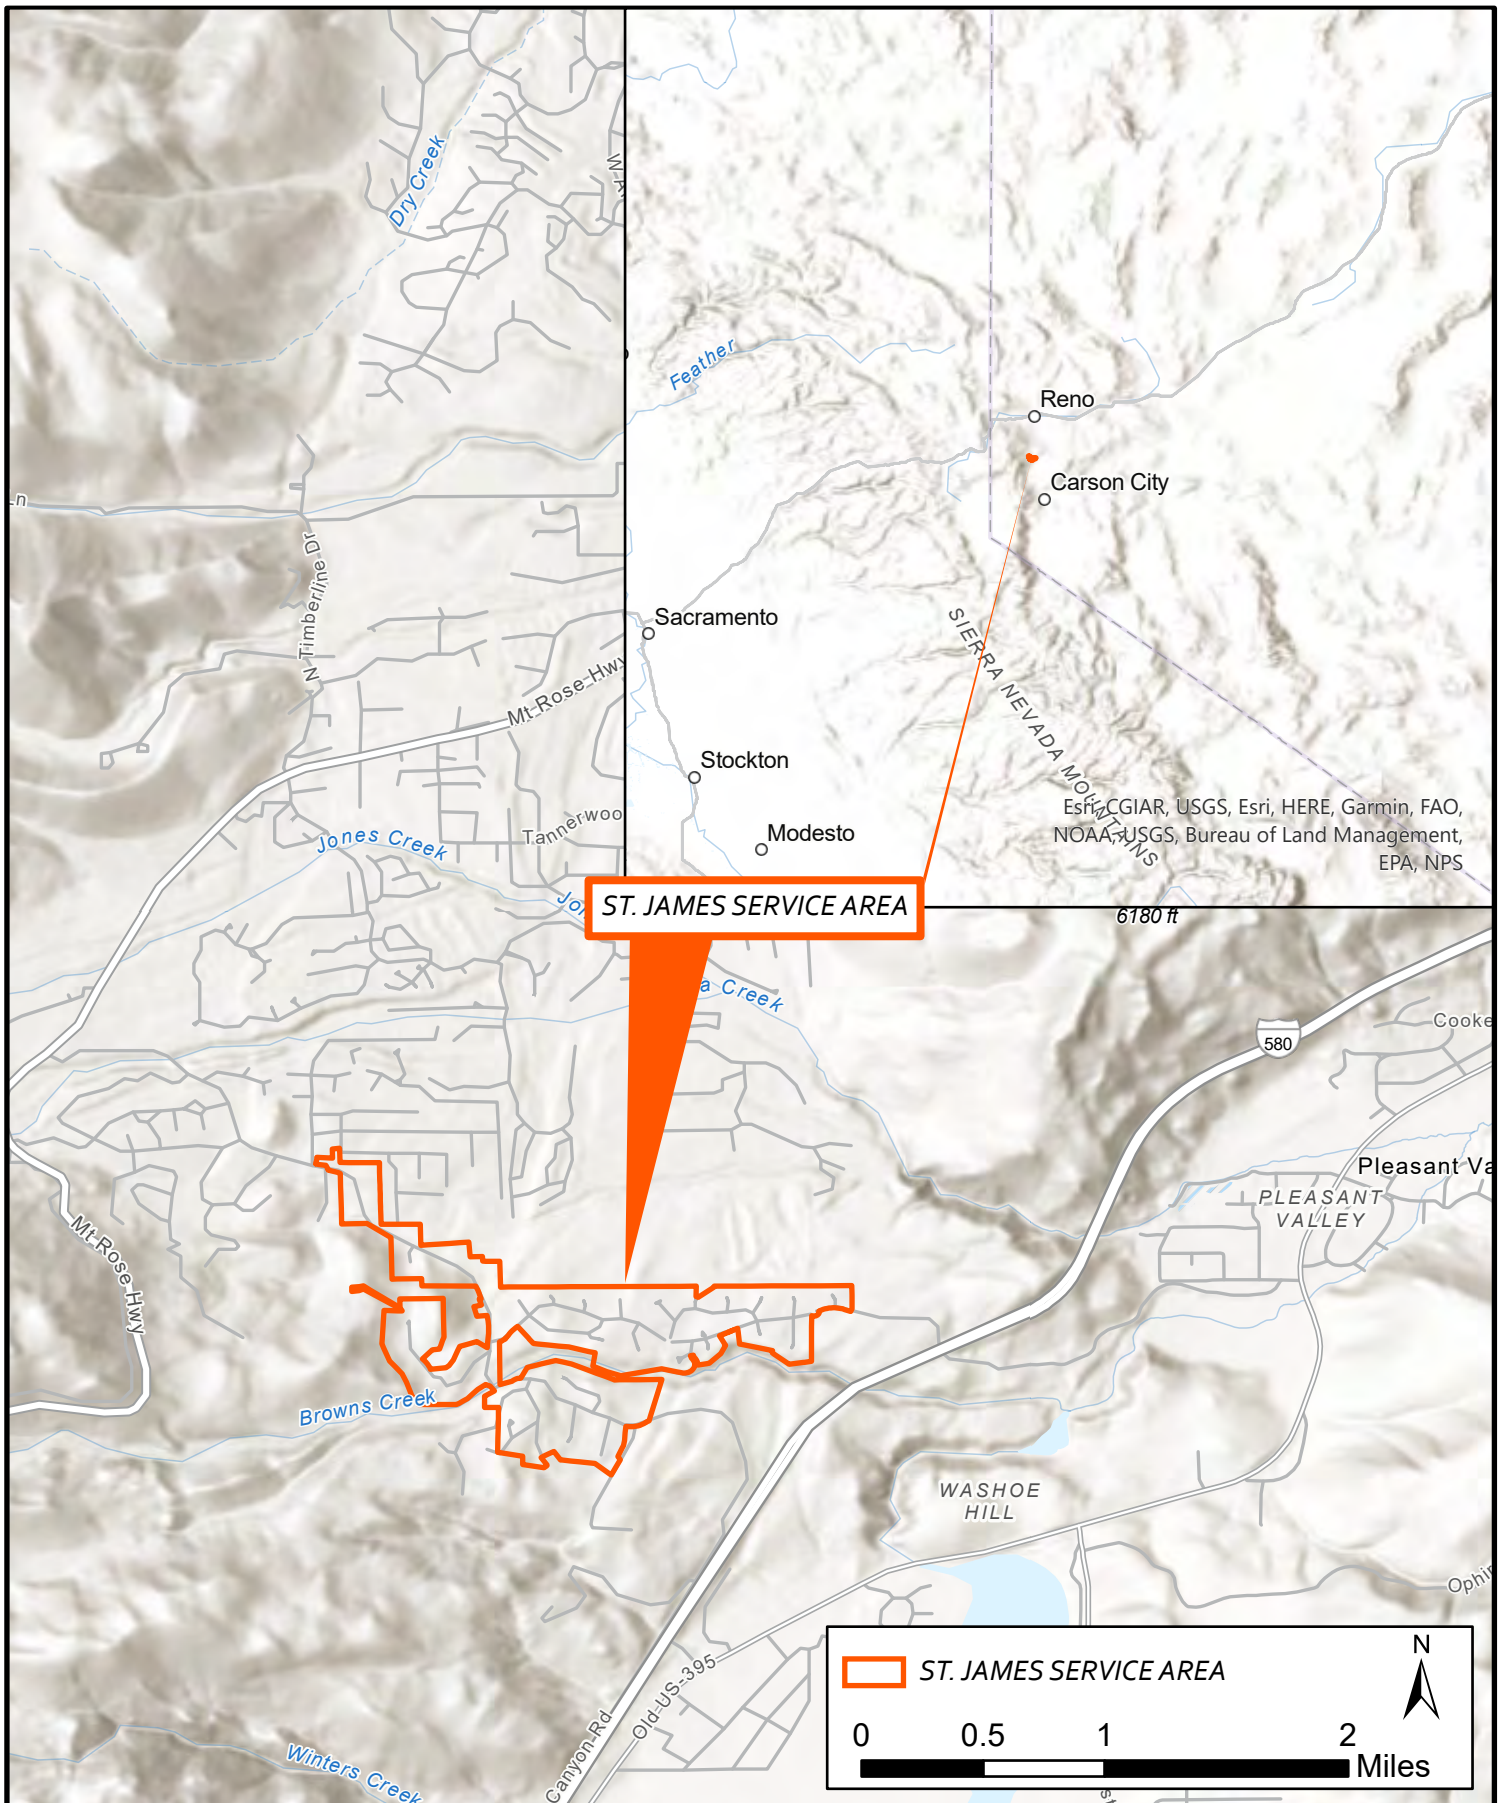 Dry Creek
Feather
Reno
Carson City
Ln
N Timberline Dr
Sacramento
SIERRA NEVADA MOUNTAINS
Mt Rose Hwy
Stockton
Modesto
Esri, CGIAR, USGS, Esri, HERE, Garmin, FAO,
NOAA, USGS, Bureau of Land Management,
EPA, NPS
Jones Creek
Tannerwoo
ST. JAMES SERVICE AREA
6180 ft
a Creek
580
Cooke
Pleasant Va
PLEASANT
VALLEY
Mt Rose Hwy
Browns Creek
WASHOE
HILL
Ophir
Old US-395
Canyon Rd
Winters Creek
ST. JAMES SERVICE AREA
N
0 0.5 1 2
Miles